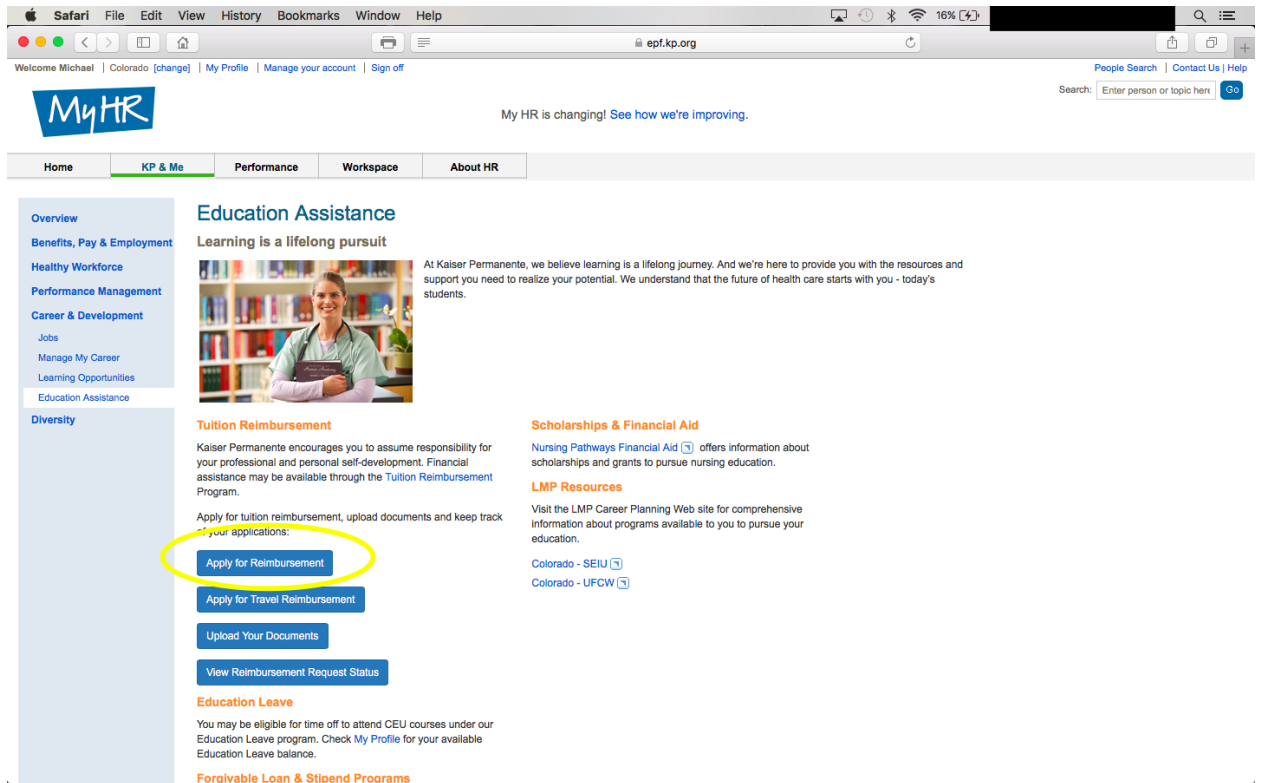 Safari File Edit View History Bookmarks Window Help 16%
epf.kp.org
Welcome Michael | Colorado [change] | My Profile | Manage your account | Sign off People Search | Contact Us | Help
Search: Enter person or topic here Go
MyHR
My HR is changing! See how we're improving.
Home KP & Me Performance Workspace About HR
Overview
Benefits, Pay & Employment
Healthy Workforce
Performance Management
Career & Development
Jobs
Manage My Career
Learning Opportunities
Education Assistance
Diversity
Education Assistance
Learning is a lifelong pursuit
At Kaiser Permanente, we believe learning is a lifelong journey. And we're here to provide you with the resources and
support you need to realize your potential. We understand that the future of health care starts with you - today's
students.
Tuition Reimbursement
Kaiser Permanente encourages you to assume responsibility for
your professional and personal self-development. Financial
assistance may be available through the Tuition Reimbursement
Program.
Apply for tuition reimbursement, upload documents and keep track
of your applications:
Apply for Reimbursement
Apply for Travel Reimbursement
Upload Your Documents
View Reimbursement Request Status
Education Leave
You may be eligible for time off to attend CEU courses under our
Education Leave program. Check My Profile for your available
Education Leave balance.
Forgivable Loan & Stipend Programs
Scholarships & Financial Aid
Nursing Pathways Financial Aid offers information about
scholarships and grants to pursue nursing education.
LMP Resources
Visit the LMP Career Planning Web site for comprehensive
information about programs available to you to pursue your
education.
Colorado - SEIU
Colorado - UFCW